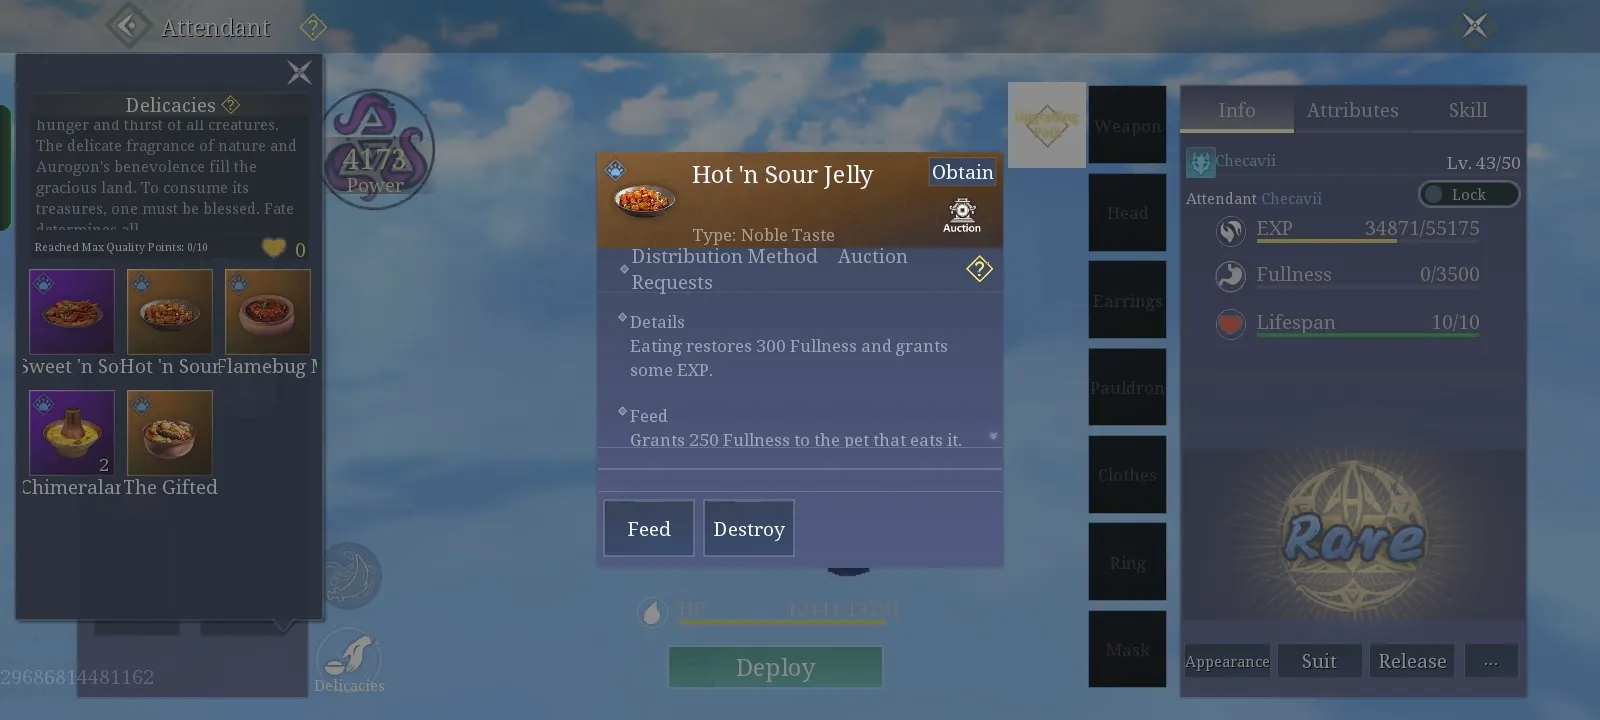 Attendant
Delicacies
hunger and thirst of all creatures.
The delicate fragrance of nature and
Aurogon's benevolence fill the
gracious land. To consume its
treasures, one must be blessed. Fate
determines all
Reached Max Quality Points: 0/10
0
Sweet 'n So
Hot 'n Sour
Flamebug M
2
Chimeralar
The Gifted
29686814481162
4173
Power
Delicacies
Hot 'n Sour Jelly
Obtain
Auction
Type: Noble Taste
Distribution Method Auction
Requests
Details
Eating restores 300 Fullness and grants
some EXP.
Feed
Grants 250 Fullness to the pet that eats it.
Feed
Destroy
HP
Deploy
Weapon
Head
Earrings
Pauldron
Clothes
Ring
Mask
Info
Attributes
Skill
Checavii
Lv. 43/50
Attendant Checavii
Lock
EXP 34871/55175
Fullness 0/3500
Lifespan 10/10
Rare
Appearance
Suit
Release
...